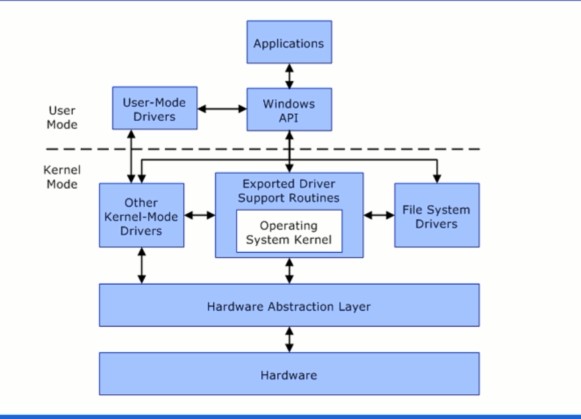 Applications
User-Mode
Drivers
Windows
API
User
Mode
Kernel
Mode
Other
Kernel-Mode
Drivers
Exported Driver
Support Routines
Operating
System Kernel
File System
Drivers
Hardware Abstraction Layer
Hardware